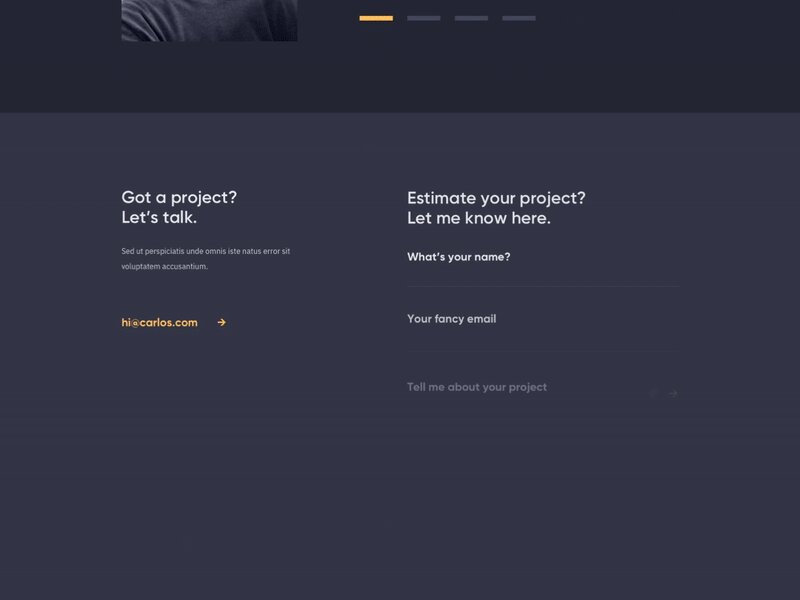 Got a project?
Let's talk.
Sed ut perspiciatis unde omnis iste natus error sit
voluptatem accusantium.
hi@carlos.com
Estimate your project?
Let me know here.
What's your name?
Your fancy email
Tell me about your project